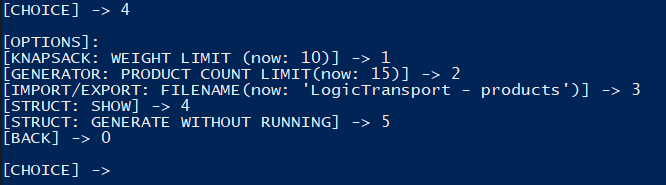 [CHOICE] -> 4
[OPTIONS]:
[KNAPSACK: WEIGHT LIMIT (now: 10)] -> 1
[GENERATOR: PRODUCT COUNT LIMIT(now: 15)] -> 2
[IMPORT/EXPORT: FILENAME(now: 'LogicTransport - products')] -> 3
[STRUCT: SHOW] -> 4
[STRUCT: GENERATE WITHOUT RUNNING] -> 5
[BACK] -> 0
[CHOICE] ->